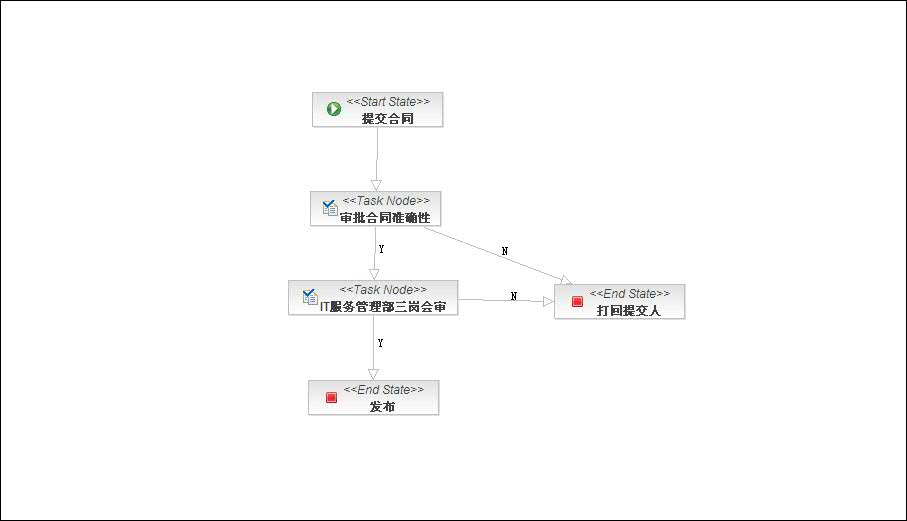 <<Start State>>
提交合同
<<Task Node>>
审批合同准确性
Y
N
<<Task Node>>
IT服务管理部三岗会审
N
<<End State>>
打回提交人
Y
<<End State>>
发布